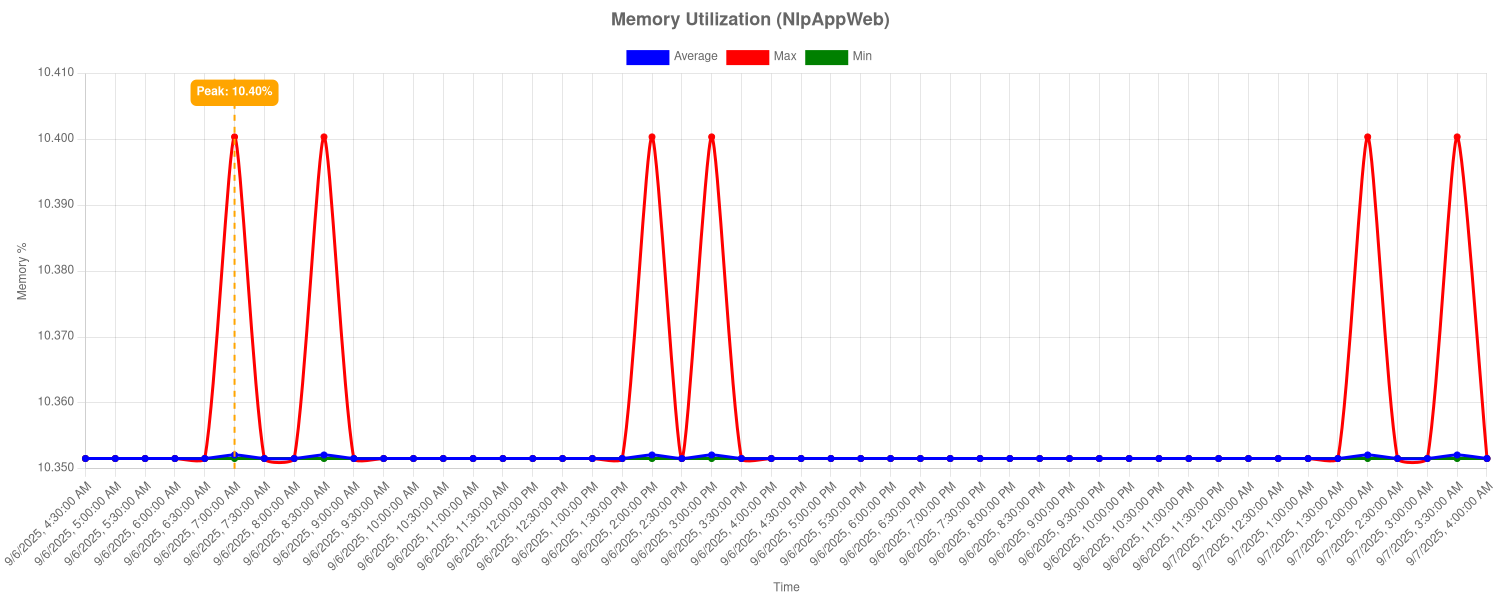 Memory Utilization (NlpAppWeb)
Average Max Min
10.410
Peak: 10.40%
10.400
10.390
10.380
Memory %
10.370
10.360
10.350
9/6/2025, 4:30:00 AM
9/6/2025, 5:00:00 AM
9/6/2025, 5:30:00 AM
9/6/2025, 6:00:00 AM
9/6/2025, 6:30:00 AM
9/6/2025, 7:00:00 AM
9/6/2025, 7:30:00 AM
9/6/2025, 8:00:00 AM
9/6/2025, 8:30:00 AM
9/6/2025, 9:00:00 AM
9/6/2025, 9:30:00 AM
9/6/2025, 10:00:00 AM
9/6/2025, 10:30:00 AM
9/6/2025, 11:00:00 AM
9/6/2025, 11:30:00 AM
9/6/2025, 12:00:00 PM
9/6/2025, 12:30:00 PM
9/6/2025, 1:00:00 PM
9/6/2025, 1:30:00 PM
9/6/2025, 2:00:00 PM
9/6/2025, 2:30:00 PM
9/6/2025, 3:00:00 PM
9/6/2025, 3:30:00 PM
9/6/2025, 4:00:00 PM
9/6/2025, 4:30:00 PM
9/6/2025, 5:00:00 PM
9/6/2025, 5:30:00 PM
9/6/2025, 6:00:00 PM
9/6/2025, 6:30:00 PM
9/6/2025, 7:00:00 PM
9/6/2025, 7:30:00 PM
9/6/2025, 8:00:00 PM
9/6/2025, 8:30:00 PM
9/6/2025, 9:00:00 PM
9/6/2025, 9:30:00 PM
9/6/2025, 10:00:00 PM
9/6/2025, 10:30:00 PM
9/6/2025, 11:00:00 PM
9/6/2025, 11:30:00 PM
9/7/2025, 12:00:00 AM
9/7/2025, 12:30:00 AM
9/7/2025, 1:00:00 AM
9/7/2025, 1:30:00 AM
9/7/2025, 2:00:00 AM
9/7/2025, 2:30:00 AM
9/7/2025, 3:00:00 AM
9/7/2025, 3:30:00 AM
9/7/2025, 4:00:00 AM
Time